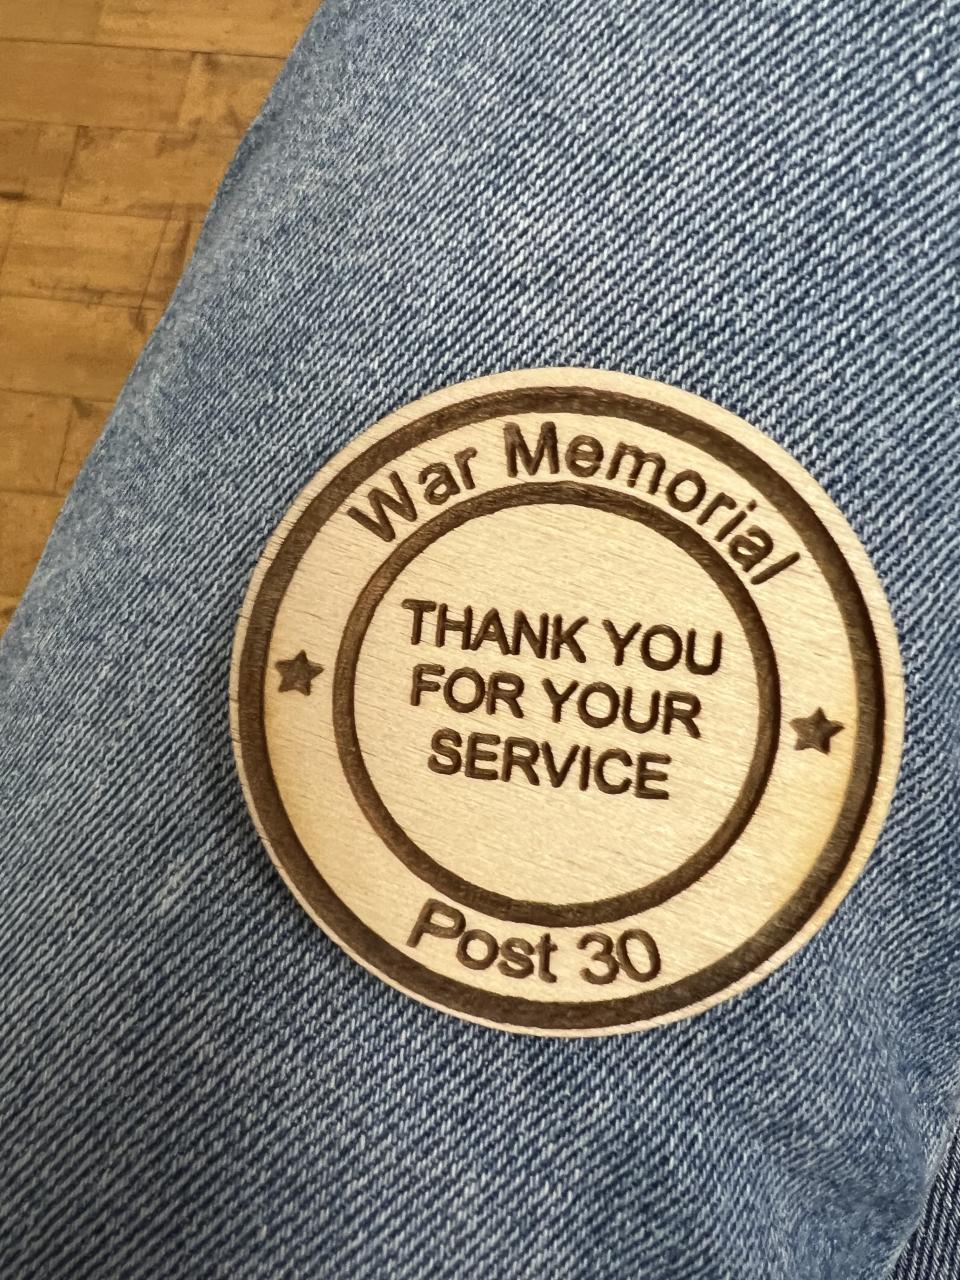 War Memorial
THANK YOU
FOR YOUR
SERVICE
Post 30